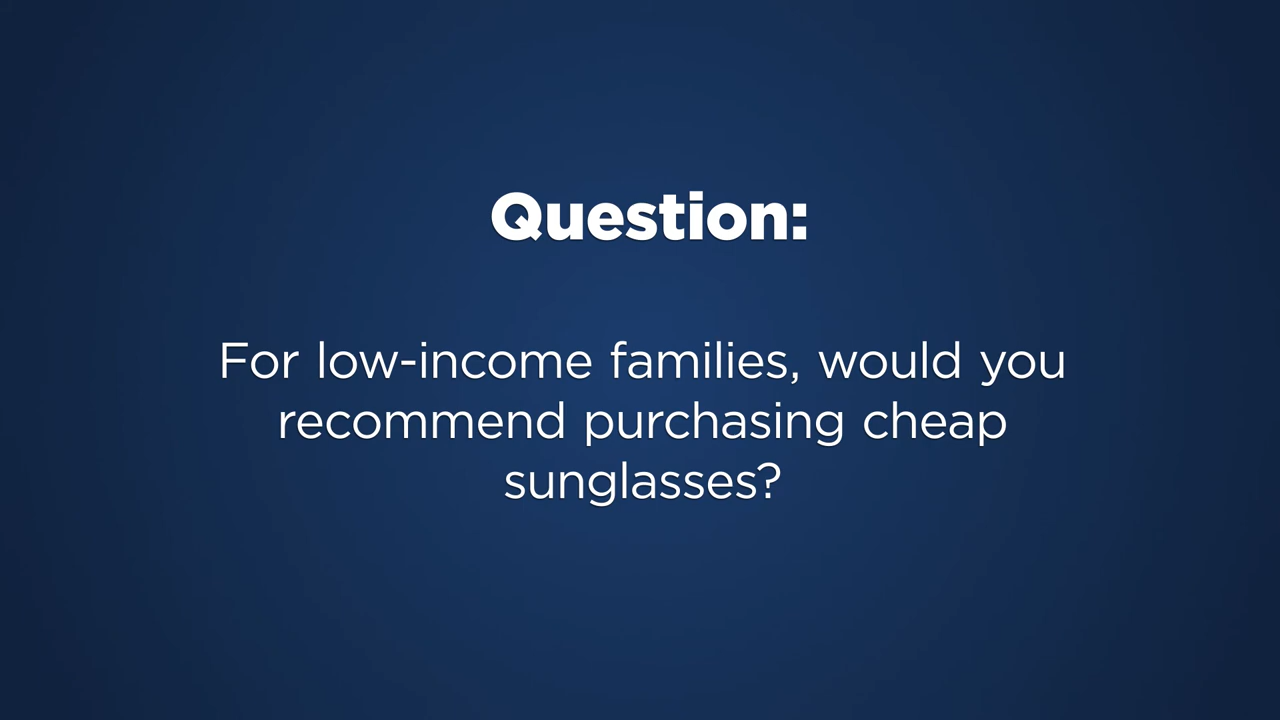 Question:
For low-income families, would you
recommend purchasing cheap
sunglasses?